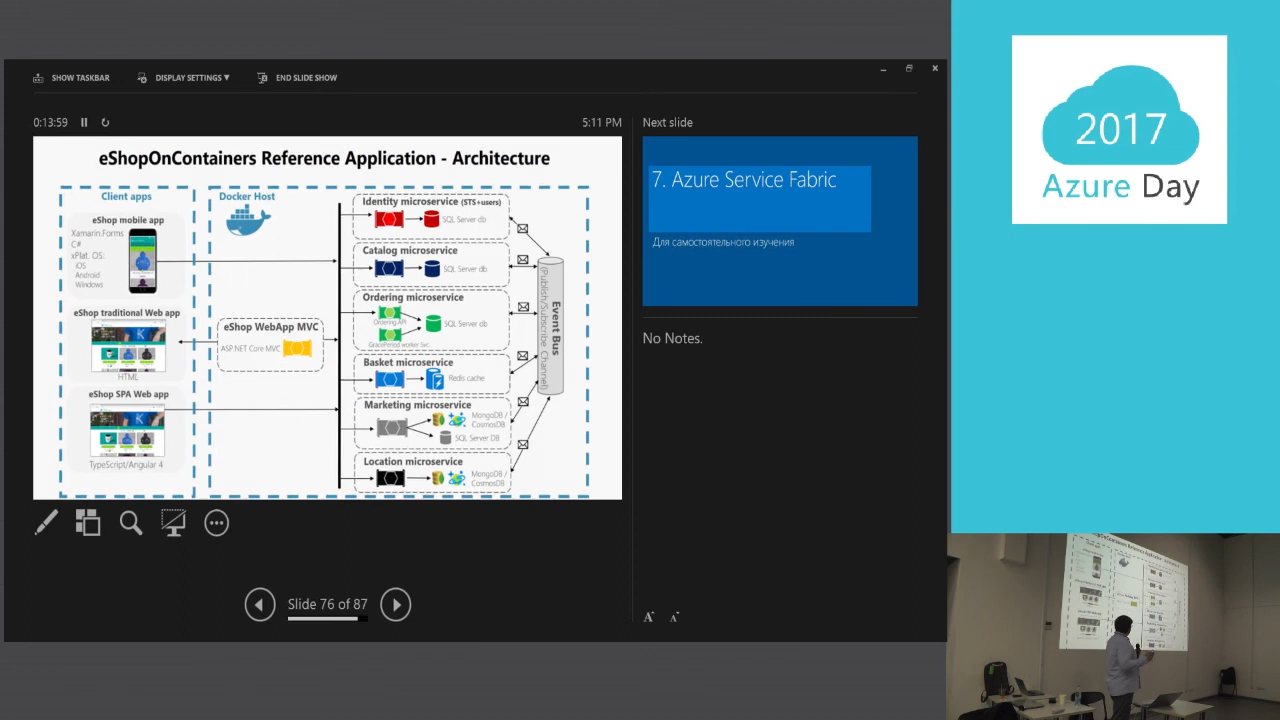 SHOW TASKBAR
DISPLAY SETTINGS ▼
END SLIDE SHOW
0:13:59
5:11 PM
eShopOnContainers Reference Application - Architecture
Client apps
eShop mobile app
Xamarin.Forms
C#
xPlat. OS:
iOS
Android
Windows
eShop traditional Web app
HTML
eShop SPA Web app
TypeScript/Angular 4
Docker Host
eShop WebApp MVC
ASP.NET Core MVC
Identity microservice (STS+users)
SQL Server db
Catalog microservice
SQL Server db
Ordering microservice
Ordering.API
SQL Server db
GracePeriod worker Svc.
Basket microservice
Redis cache
Marketing microservice
MongoDB /
CosmosDB
SQL Server DB
Location microservice
MongoDB /
CosmosDB
Event Bus
(Publish/Subscribe Channel)
Slide 76 of 87
Next slide
7. Azure Service Fabric
Для самостоятельного изучения
No Notes.
A
A
2017
Azure Day